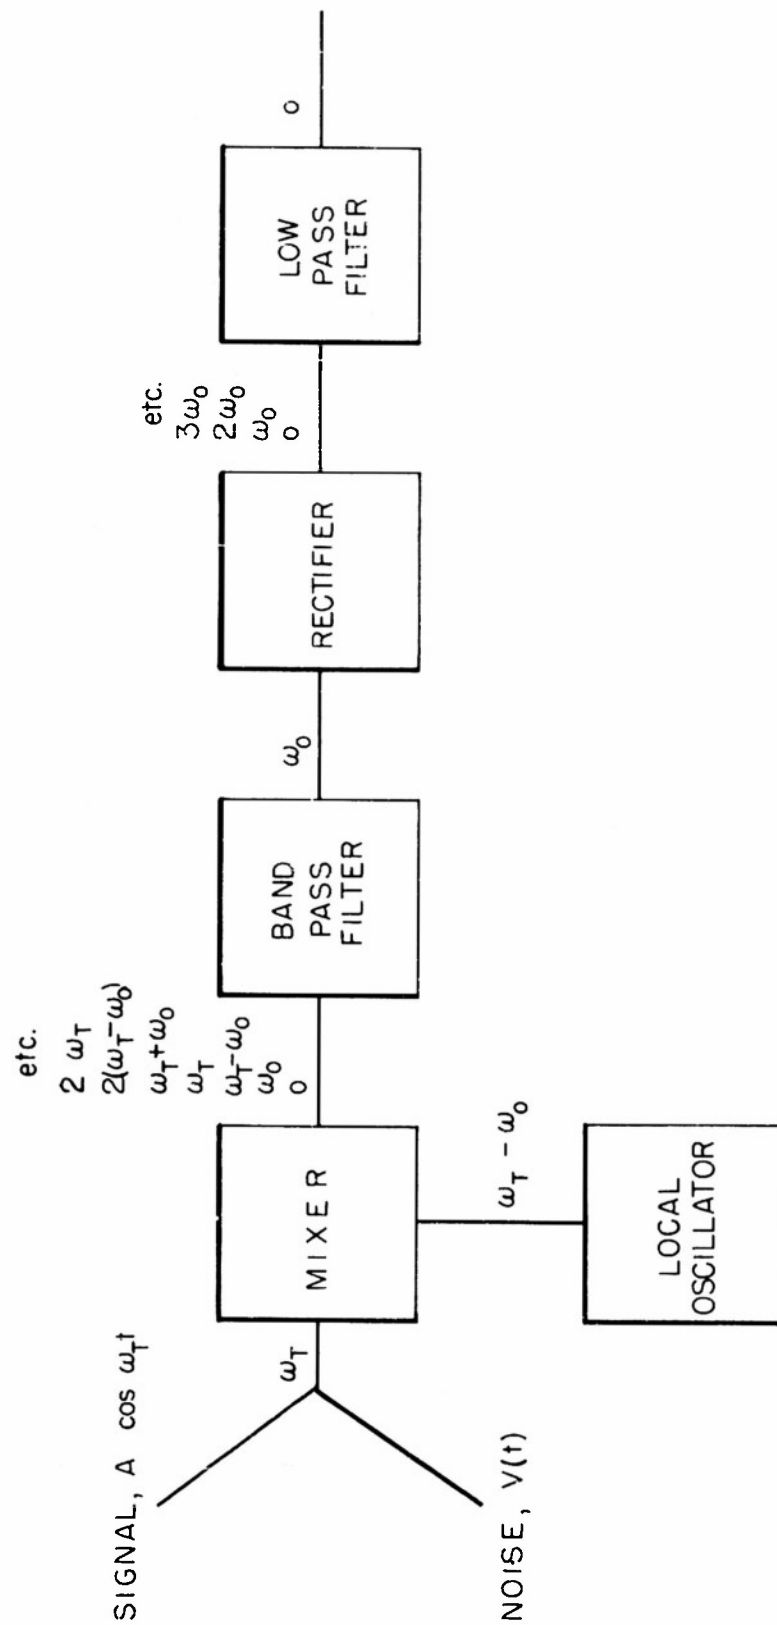 SIGNAL, A cos ω_T t
NOISE, V(t)
ω_T
MIXER
ω_T - ω_0
LOCAL
OSCILLATOR
etc.
2 ω_T
2(ω_T-ω_0)
ω_T+ω_0
ω_T
ω_T-ω_0
ω_0
0
BAND
PASS
FILTER
ω_0
RECTIFIER
etc.
3ω_0
2ω_0
ω_0
0
LOW
PASS
FILTER
0